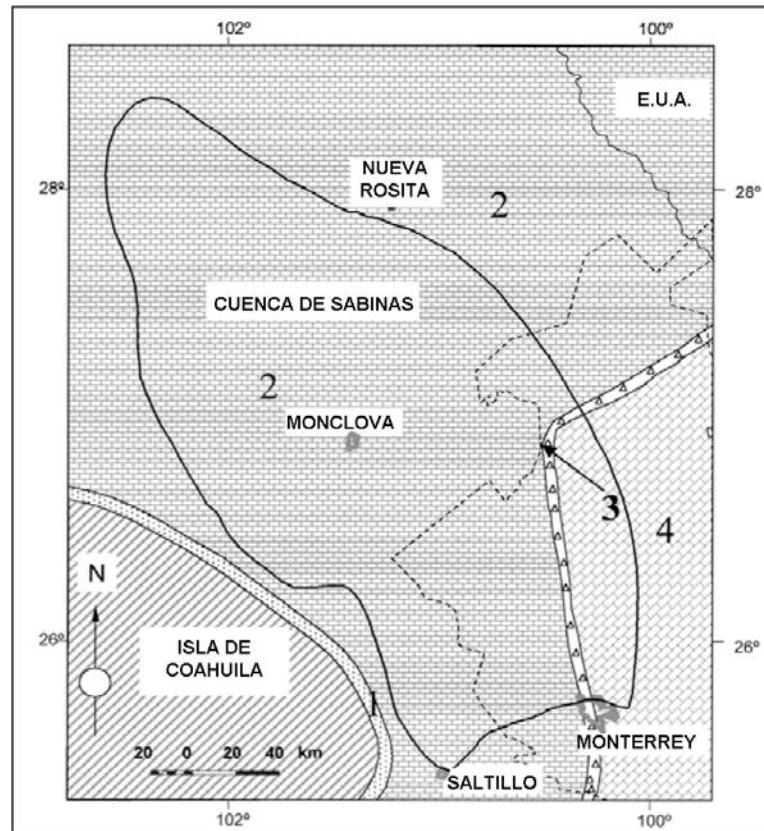 102º 100º
E.U.A.
28º 28º
NUEVA
ROSITA
2
CUENCA DE SABINAS
2
MONCLOVA
3
4
N
26º 26º
ISLA DE
COAHUILA
1
20 0 20 40 km
MONTERREY
SALTILLO
102º 100º